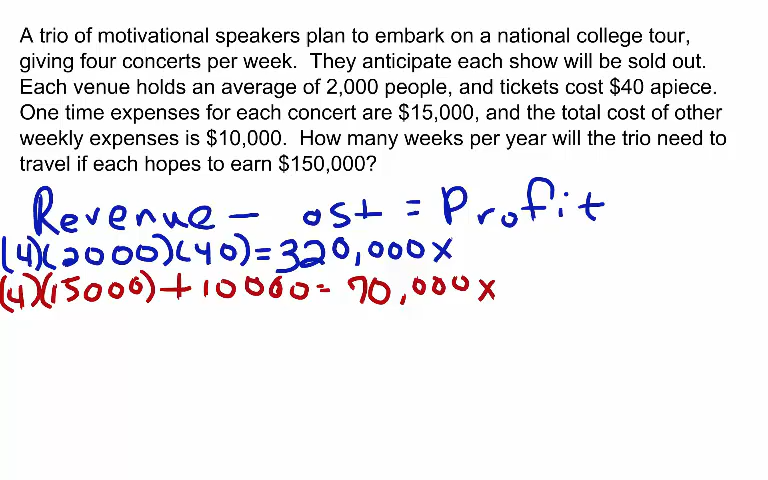 A trio of motivational speakers plan to embark on a national college tour,
giving four concerts per week. They anticipate each show will be sold out.
Each venue holds an average of 2,000 people, and tickets cost $40 apiece.
One time expenses for each concert are $15,000, and the total cost of other
weekly expenses is $10,000. How many weeks per year will the trio need to
travel if each hopes to earn $150,000?
Revenue - ost = Profit
(4)(2000)(40)=320,000x
(4)(15000)+10000= 70,000x